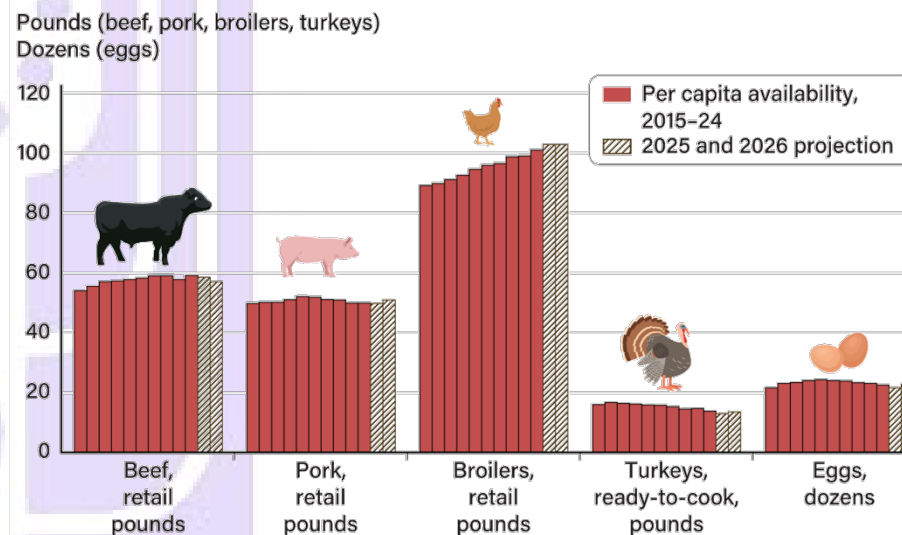 Pounds (beef, pork, broilers, turkeys)
Dozens (eggs)
120
100
80
60
40
20
0
Per capita availability,
2015–24
2025 and 2026 projection
Beef,
retail
pounds
Pork,
retail
pounds
Broilers,
retail
pounds
Turkeys,
ready-to-cook,
pounds
Eggs,
dozens